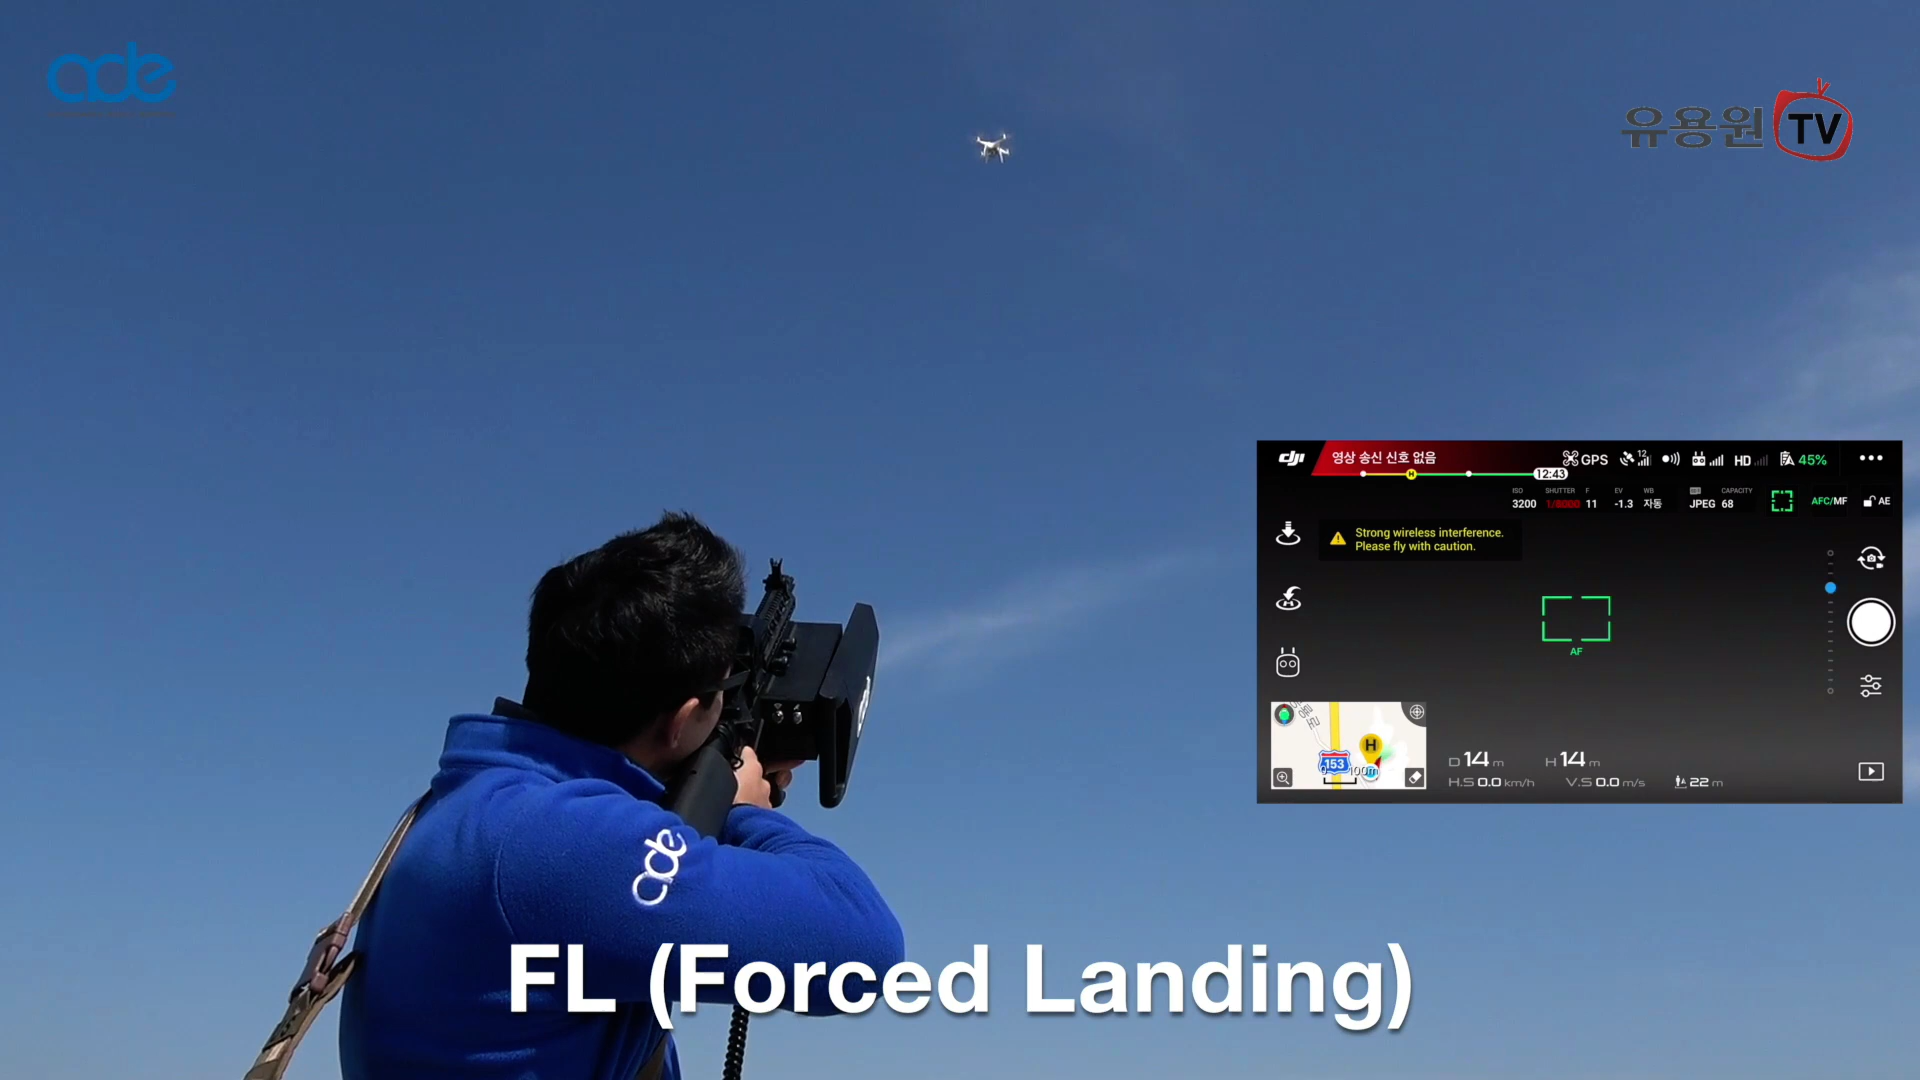 ade
유용원 TV
dji
영상 송신 신호 없음
GPS
12
HD
45%
12:43
ISO
3200
SHUTTER
1/8000
F
11
EV
-1.3
WB
자동
JPEG
CAPACITY
68
AFC/MF
AE
Strong wireless interference.
Please fly with caution.
AF
H
153
0 100m
D 14 m
H 14 m
H.S 0.0 km/h
V.S 0.0 m/s
22 m
ade
FL (Forced Landing)